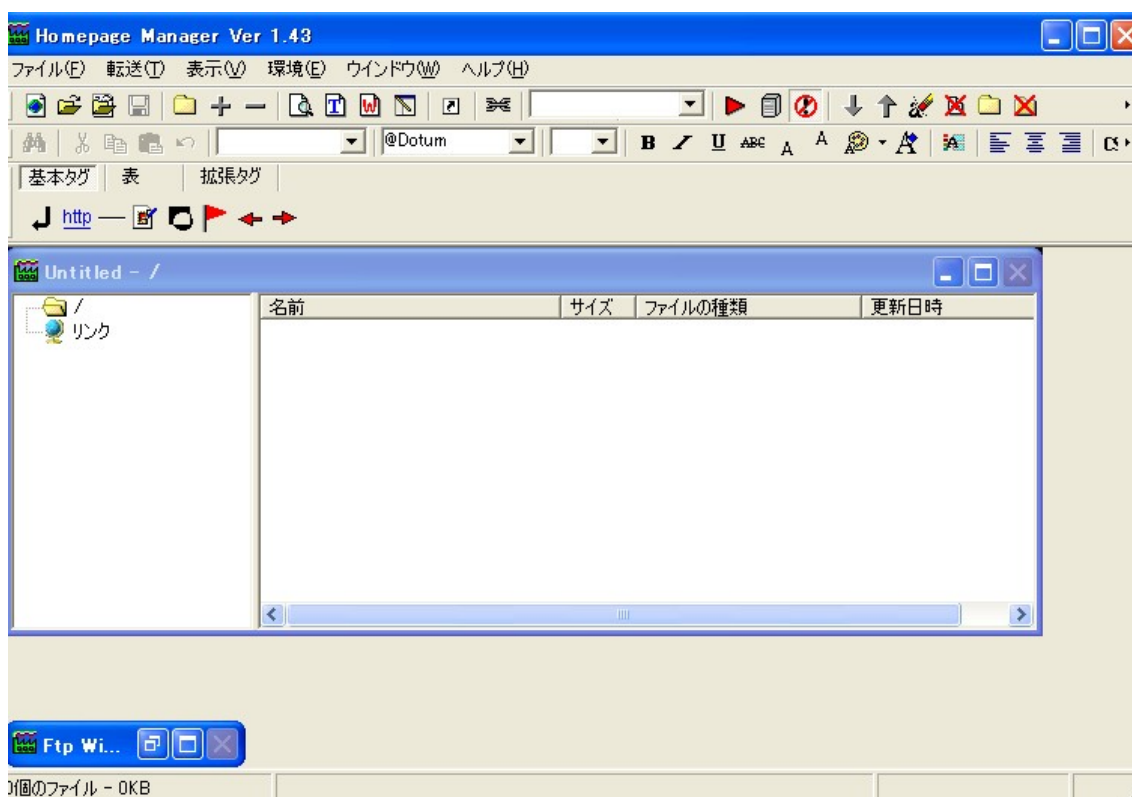 Homepage Manager Ver 1.43
ファイル(F) 転送(T) 表示(V) 環境(E) ウインドウ(W) ヘルプ(H)
@Dotum B U ABC A A
基本タグ 表 拡張タグ
http
Untitled - /
/ 名前 サイズ ファイルの種類 更新日時
リンク
Ftp Wi...
個のファイル - 0KB